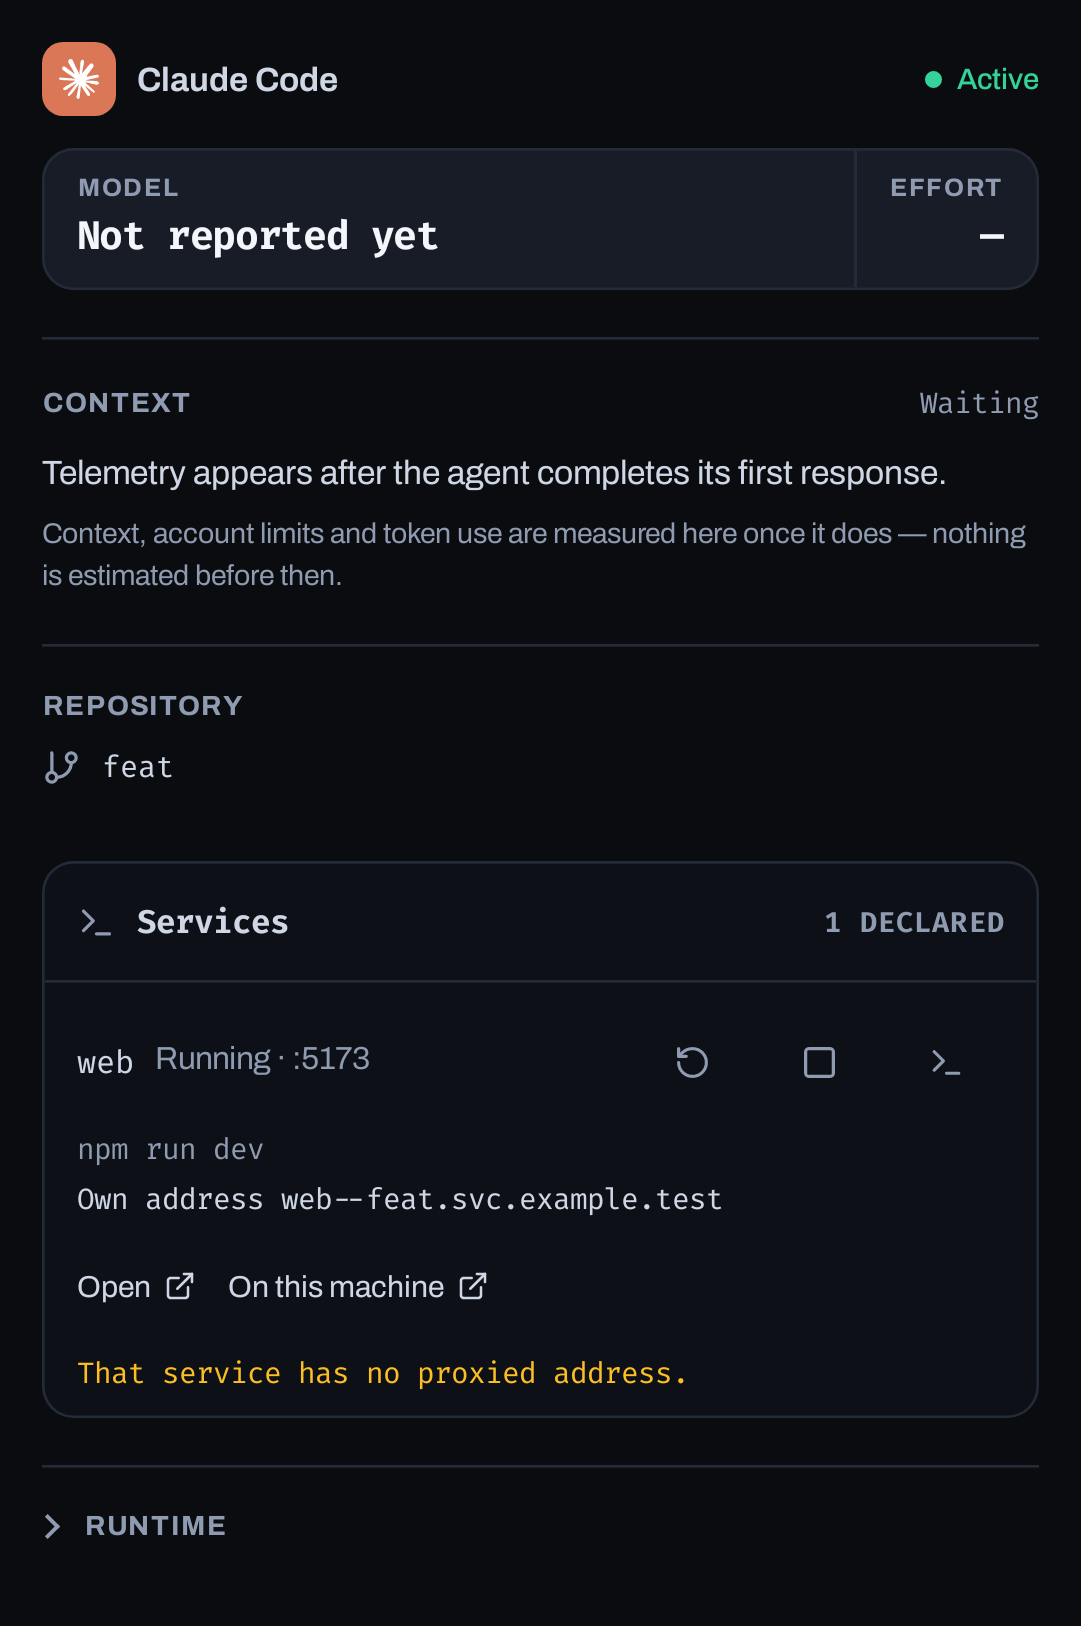 Claude Code
Active
MODEL
EFFORT
Not reported yet
—
CONTEXT
Waiting
Telemetry appears after the agent completes its first response.
Context, account limits and token use are measured here once it does — nothing
is estimated before then.
REPOSITORY
feat
Services
1 DECLARED
web Running · :5173
npm run dev
Own address web--feat.svc.example.test
Open
On this machine
That service has no proxied address.
RUNTIME